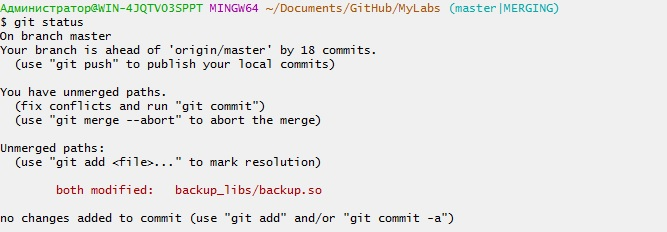 Администратор@WIN-4JQTVO3SPPT MINGW64 ~/Documents/GitHub/MyLabs (master|MERGING)
$ git status
On branch master
Your branch is ahead of 'origin/master' by 18 commits.
  (use "git push" to publish your local commits)

You have unmerged paths.
  (fix conflicts and run "git commit")
  (use "git merge --abort" to abort the merge)

Unmerged paths:
  (use "git add <file>..." to mark resolution)

        both modified:   backup_libs/backup.so

no changes added to commit (use "git add" and/or "git commit -a")